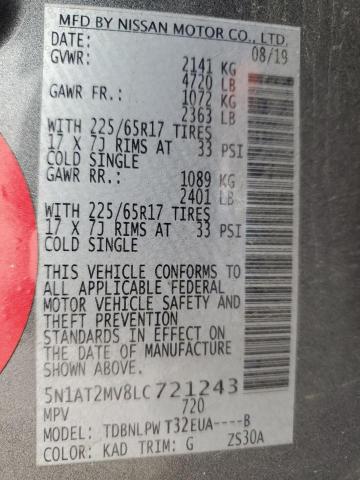 MFD BY NISSAN MOTOR CO., LTD.
DATE: 08/19
GVWR: 2141 KG
4720 LB
GAWR FR.: 1072 KG
2363 LB
WITH 225/65R17 TIRES
17 X 7J RIMS AT 33 PSI
COLD SINGLE
GAWR RR.: 1089 KG
2401 LB
WITH 225/65R17 TIRES
17 X 7J RIMS AT 33 PSI
COLD SINGLE
THIS VEHICLE CONFORMS TO
ALL APPLICABLE FEDERAL
MOTOR VEHICLE SAFETY AND
THEFT PREVENTION
STANDARDS IN EFFECT ON
THE DATE OF MANUFACTURE
SHOWN ABOVE.
5N1AT2MV8LC721243
MPV 720
MODEL: TDBNLPW T32EUA----B
COLOR: KAD TRIM: G ZS30A